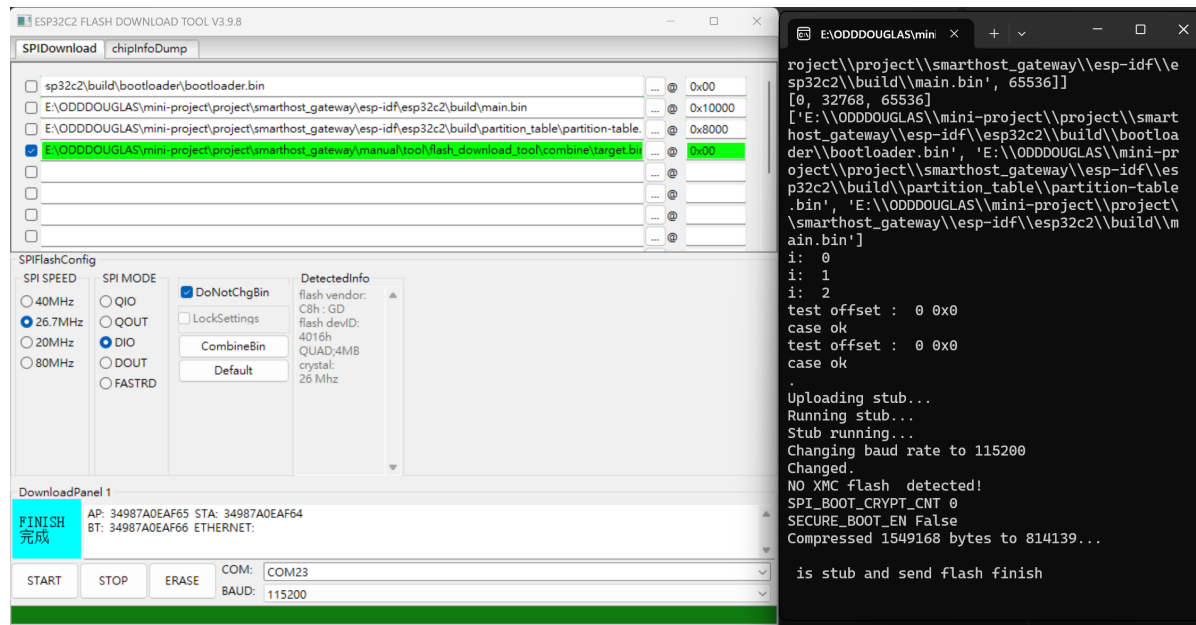 ESP32C2 FLASH DOWNLOAD TOOL V3.9.8
SPIDownload chipInfoDump
sp32c2\build\bootloader\bootloader.bin ... @ 0x00
E:\ODDDOUGLAS\mini-project\project\smarthost_gateway\esp-idf\esp32c2\build\main.bin ... @ 0x10000
E:\ODDDOUGLAS\mini-project\project\smarthost_gateway\esp-idf\esp32c2\build\partition_table\partition-table. ... @ 0x8000
E:\ODDDOUGLAS\mini-project\project\smarthost_gateway\manual\tool\flash_download_tool\combine\target.bin ... @ 0x00
... @
... @
... @
... @
SPIFlashConfig
SPI SPEED
40MHz
26.7MHz
20MHz
80MHz
SPI MODE
QIO
QOUT
DIO
DOUT
FASTRD
DoNotChgBin
LockSettings
CombineBin
Default
DetectedInfo
flash vendor:
C8h : GD
flash devID:
4016h
QUAD;4MB
crystal:
26 Mhz
DownloadPanel 1
FINISH
完成
AP: 34987A0EAF65 STA: 34987A0EAF64
BT: 34987A0EAF66 ETHERNET:
START STOP ERASE
COM: COM23
BAUD: 115200
E:\ODDDOUGLAS\mini
roject\\project\\smarthost_gateway\\esp-idf\\e
sp32c2\\build\\main.bin', 65536]]
[0, 32768, 65536]
['E:\\ODDDOUGLAS\\mini-project\\project\\smart
host_gateway\\esp-idf\\esp32c2\\build\\bootloa
der\\bootloader.bin', 'E:\\ODDDOUGLAS\\mini-pr
oject\\project\\smarthost_gateway\\esp-idf\\es
p32c2\\build\\partition_table\\partition-table
.bin', 'E:\\ODDDOUGLAS\\mini-project\\project\
\smarthost_gateway\\esp-idf\\esp32c2\\build\\m
ain.bin']
i:  0
i:  1
i:  2
test offset :  0 0x0
case ok
test offset :  0 0x0
case ok
.
Uploading stub...
Running stub...
Stub running...
Changing baud rate to 115200
Changed.
NO XMC flash  detected!
SPI_BOOT_CRYPT_CNT 0
SECURE_BOOT_EN False
Compressed 1549168 bytes to 814139...
is stub and send flash finish